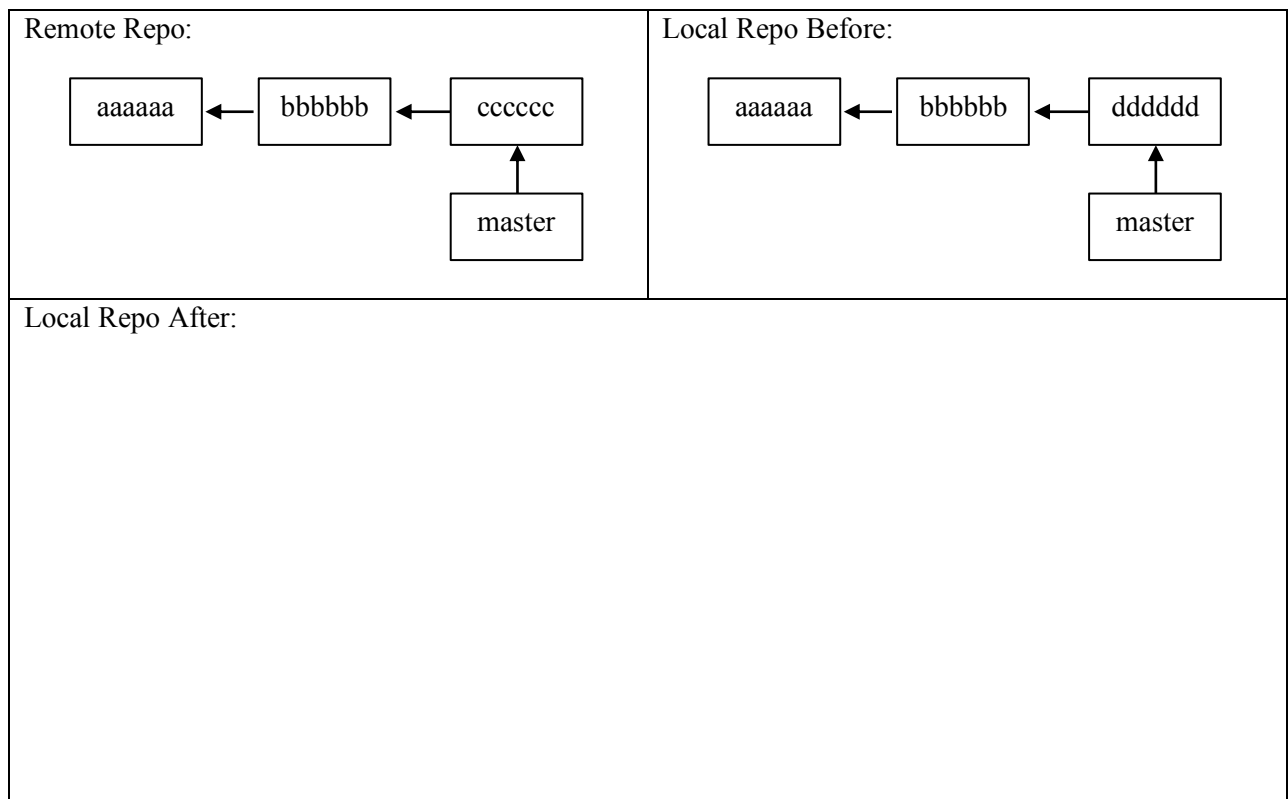 Remote Repo:
aaaaaa bbbbbb cccccc
master
Local Repo Before:
aaaaaa bbbbbb dddddd
master
Local Repo After: